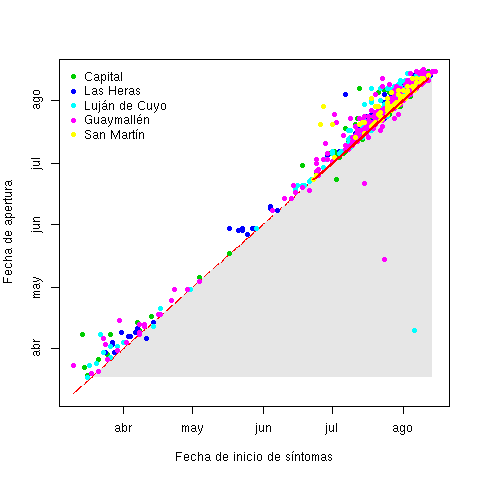 Capital
Las Heras
Luján de Cuyo
Guaymallén
San Martín
Fecha de apertura
ago
jul
jun
may
abr
abr may jun jul ago
Fecha de inicio de síntomas